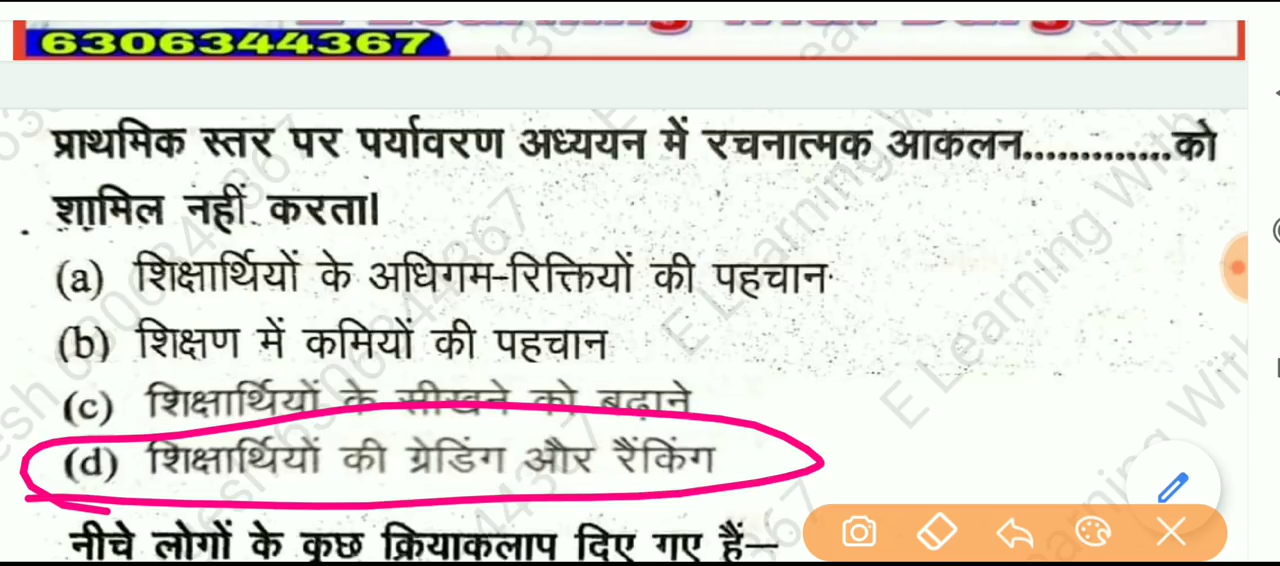 6306344367
प्राथमिक स्तर पर पर्यावरण अध्ययन में रचनात्मक आकलन.............को
शामिल नहीं करता।
(a) शिक्षार्थियों के अधिगम-रिक्तियों की पहचान
(b) शिक्षण में कमियों की पहचान
(c) शिक्षार्थियों के सीखने को बढ़ाने
(d) शिक्षार्थियों की ग्रेडिंग और रैंकिंग
नीचे लोगों के कुछ क्रियाकलाप दिए गए हैं—